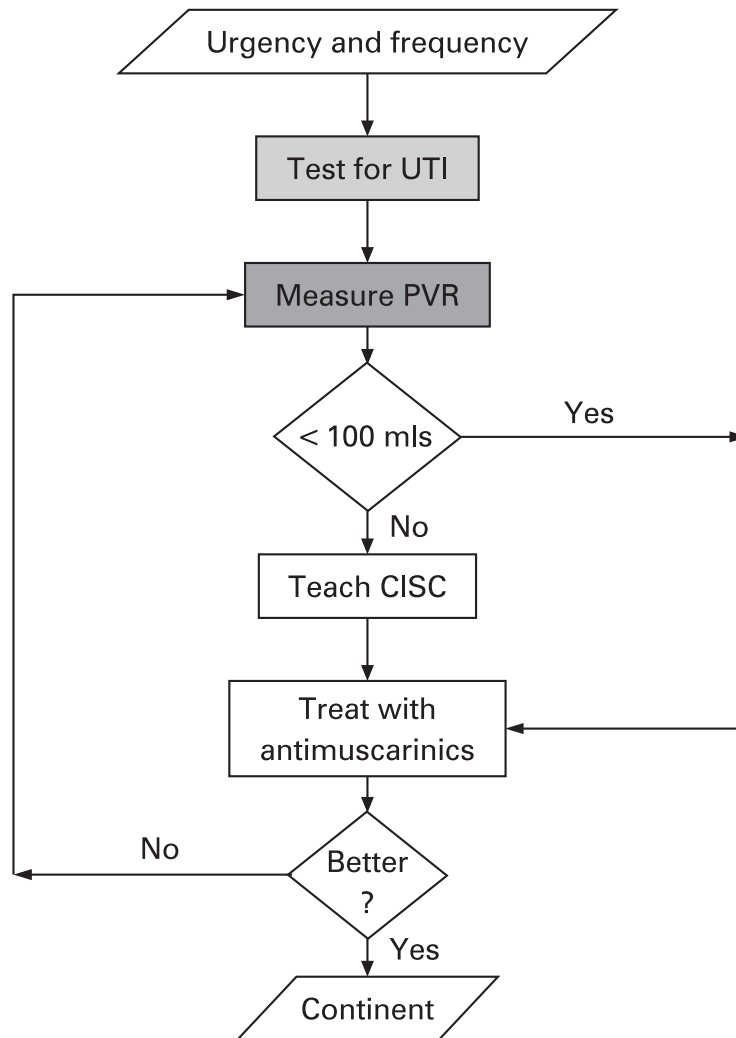 Urgency and frequency
Test for UTI
Measure PVR
< 100 mls
Yes
No
Teach CISC
Treat with
antimuscarinics
No
Better
?
Yes
Continent